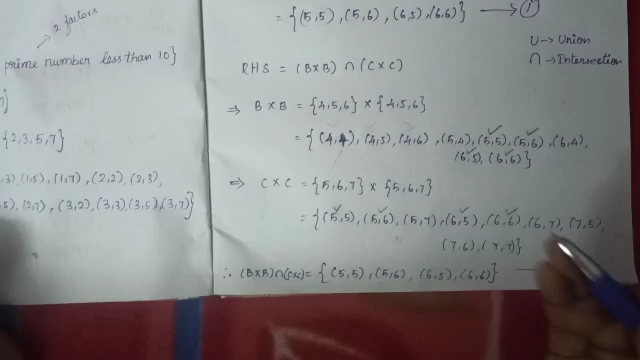 2 factors
prime number less than 10}
7}
{2,3,5,7}
,3),(1,5),(1,7),(2,2),(2,3),
,5),(2,7),(3,2),(3,3),(3,5),(3,7)}
= {(5,5),(5,6),(6,5),(6,6)} → ①
U → Union
∩ → Intersection
RHS = (B×B) ∩ (C×C)
⇒ B×B = {4,5,6} × {4,5,6}
= {(4,4),(4,5),(4,6),(5,4),(5,5),(5,6),(6,4),
(6,5),(6,6)}
⇒ C×C = {5,6,7} × {5,6,7}
= {(5,5),(5,6),(5,7),(6,5),(6,6),(6,7),(7,5),
(7,6),(7,7)}
∴ (B×B)∩(C×C) = {(5,5),(5,6),(6,5),(6,6)}